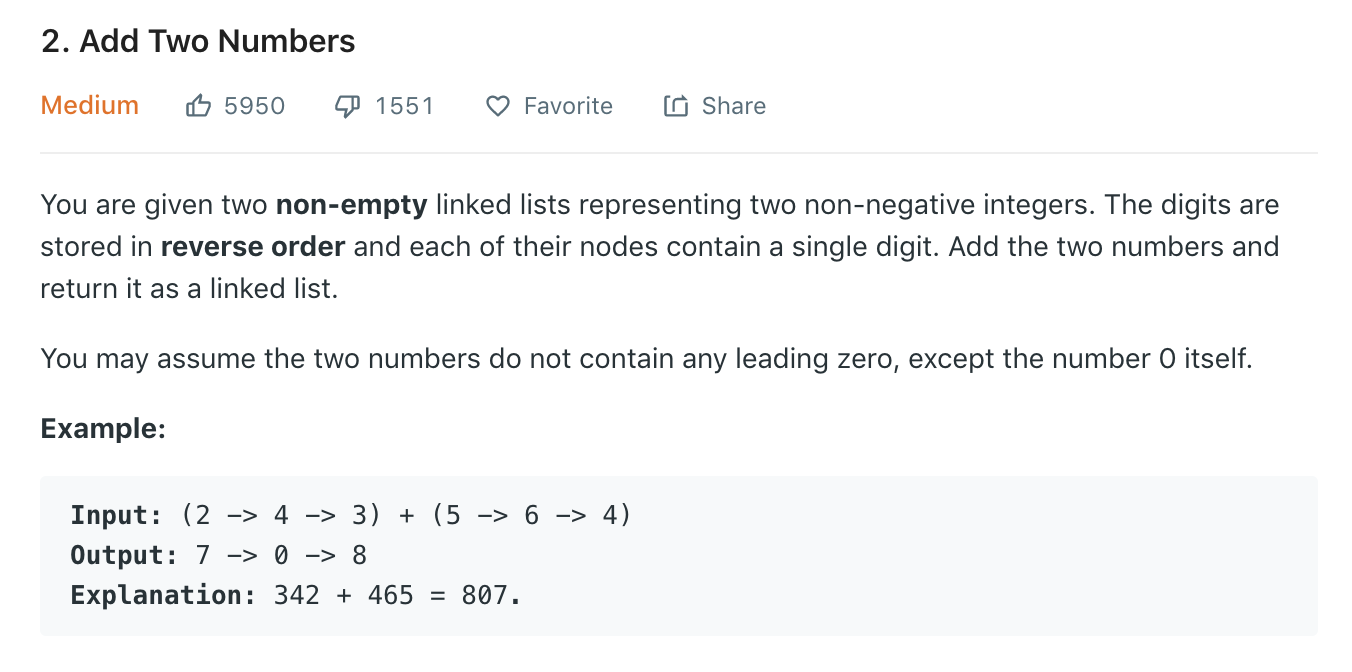 2. Add Two Numbers
Medium 5950 1551 Favorite Share
You are given two non-empty linked lists representing two non-negative integers. The digits are
stored in reverse order and each of their nodes contain a single digit. Add the two numbers and
return it as a linked list.
You may assume the two numbers do not contain any leading zero, except the number 0 itself.
Example:
Input: (2 -> 4 -> 3) + (5 -> 6 -> 4)
Output: 7 -> 0 -> 8
Explanation: 342 + 465 = 807.